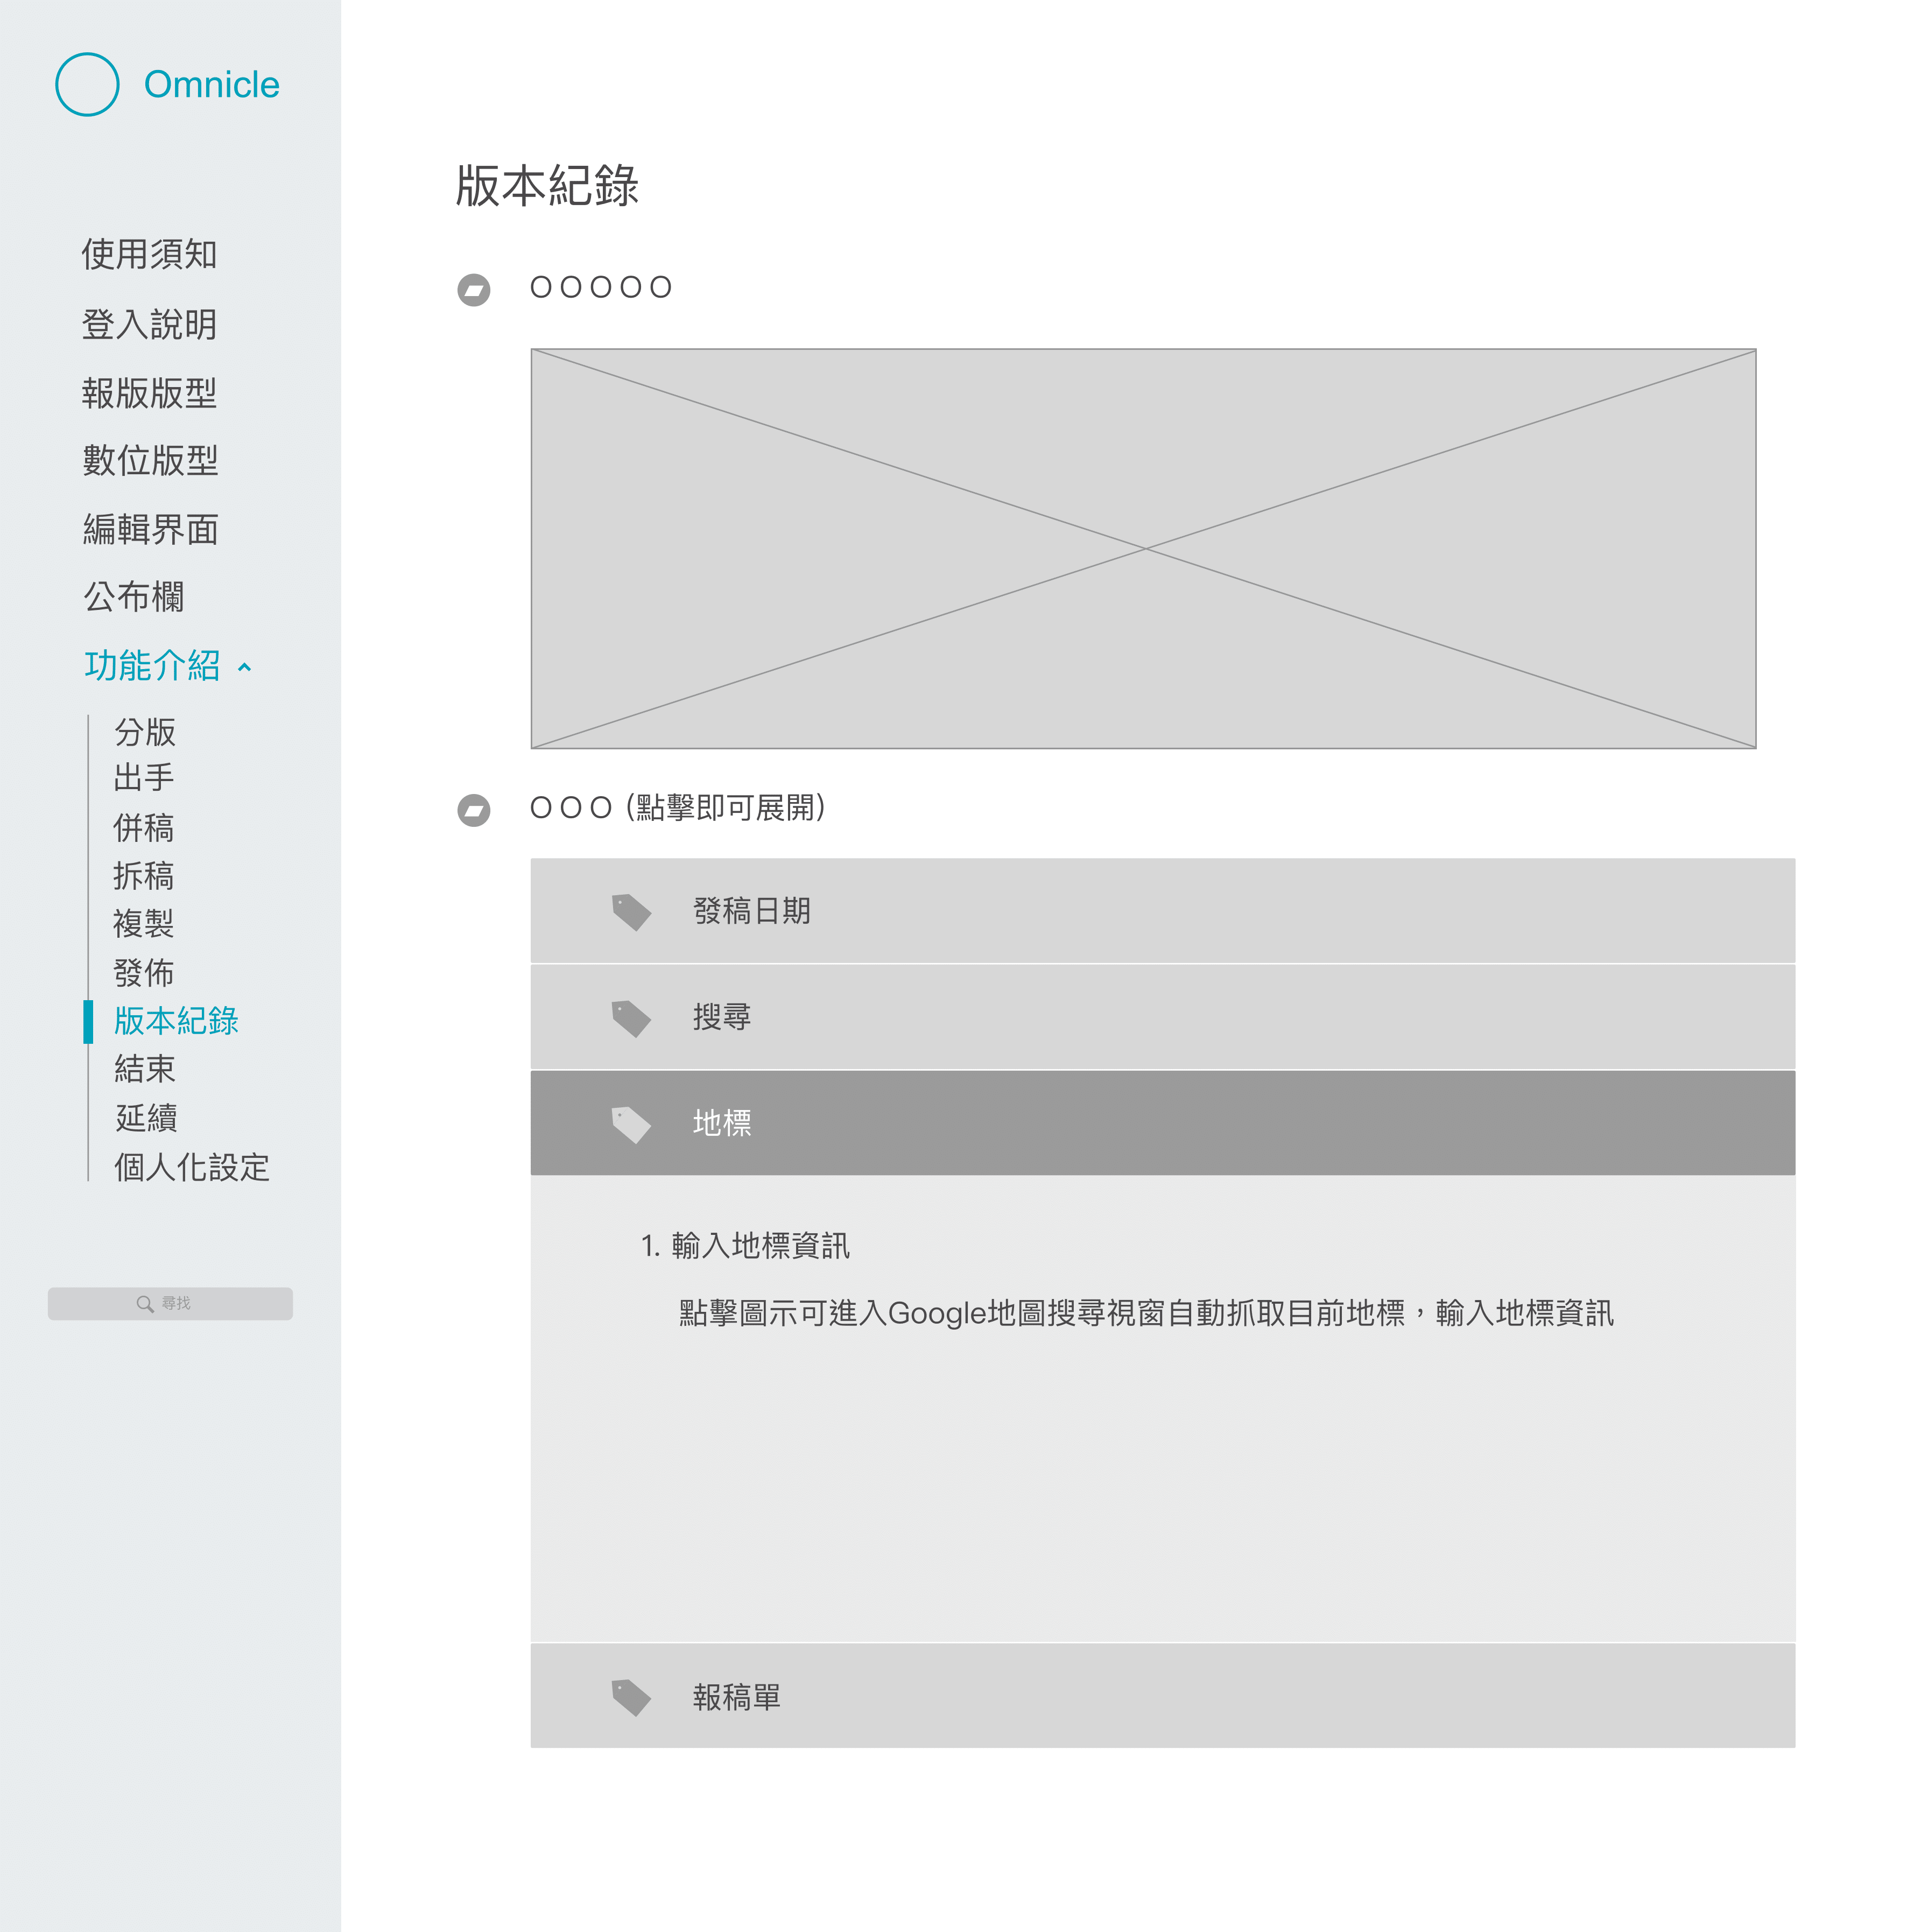 Omnicle
使用須知
登入說明
報版版型
數位版型
編輯界面
公布欄
功能介紹
分版
出手
併稿
拆稿
複製
發佈
版本紀錄
結束
延續
個人化設定
尋找
版本紀錄
O O O O O
O O O (點擊即可展開)
發稿日期
搜尋
地標
1. 輸入地標資訊
點擊圖示可進入Google地圖搜尋視窗自動抓取目前地標，輸入地標資訊
報稿單